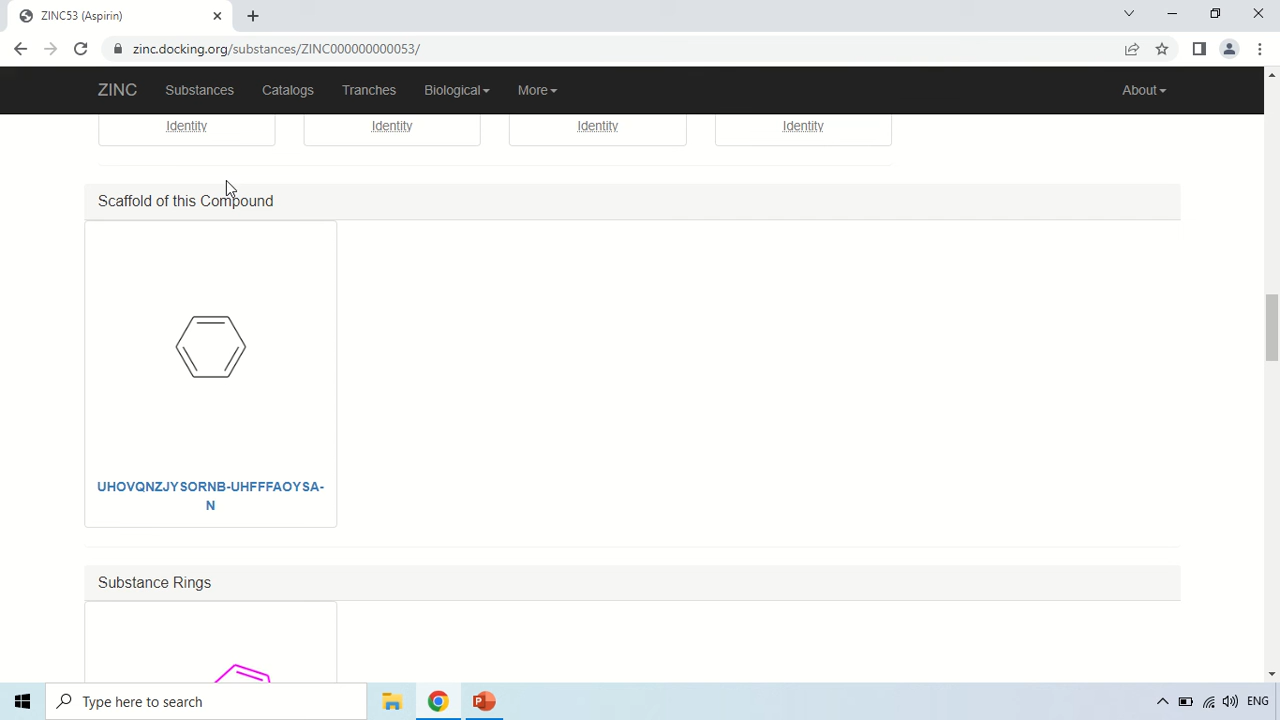 ZINC53 (Aspirin)
zinc.docking.org/substances/ZINC000000000053/
ZINC Substances Catalogs Tranches Biological More About
Identity Identity Identity Identity
Scaffold of this Compound
UHOVQNZJYSORNB-UHFFFAOYSA-
N
Substance Rings
Type here to search
ENG